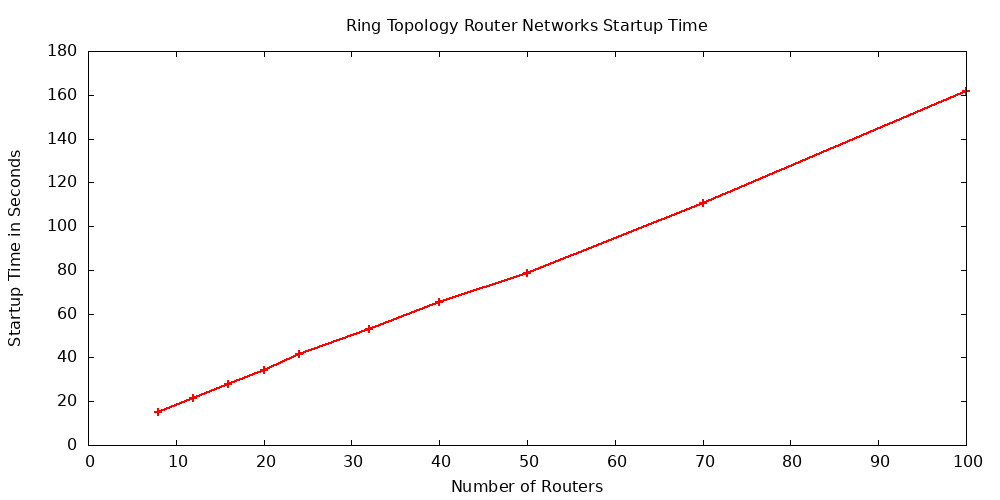 Ring Topology Router Networks Startup Time
180
160
140
120
100
80
60
40
20
0
Startup Time in Seconds
0 10 20 30 40 50 60 70 80 90 100
Number of Routers